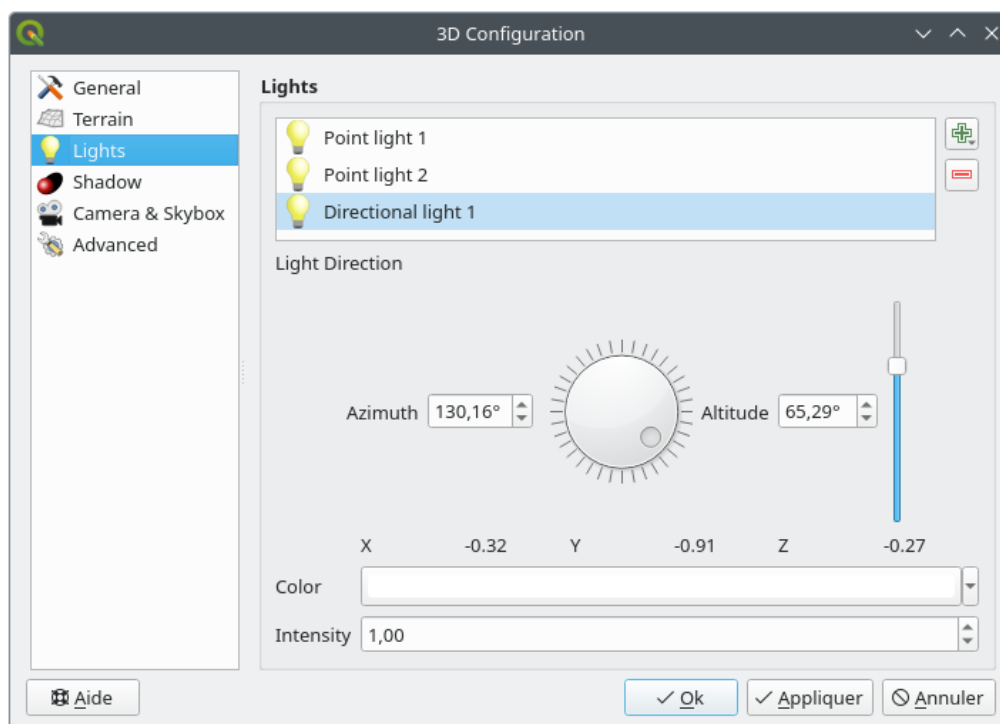 3D Configuration
General
Terrain
Lights
Shadow
Camera & Skybox
Advanced
Lights
Point light 1
Point light 2
Directional light 1
Light Direction
Azimuth 130,16° Altitude 65,29°
X -0.32 Y -0.91 Z -0.27
Color
Intensity 1,00
Aide Ok Appliquer Annuler